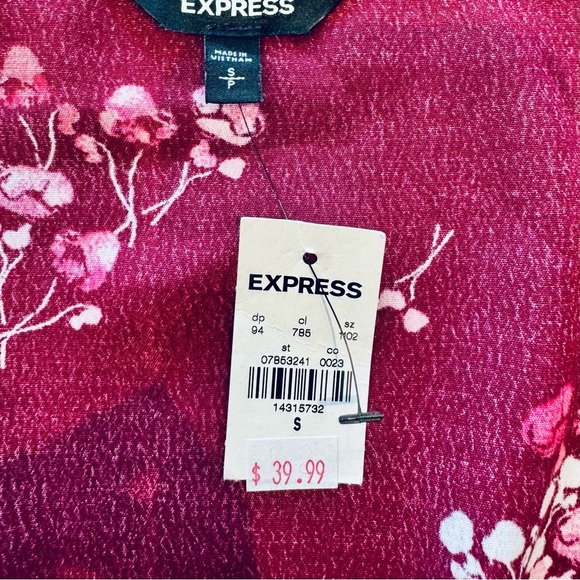 EXPRESS
MADE IN
VIETNAM
S
P
EXPRESS
dp cl sz
94 785 1102
st co
07853241 0023
14315732
S
$ 39.99